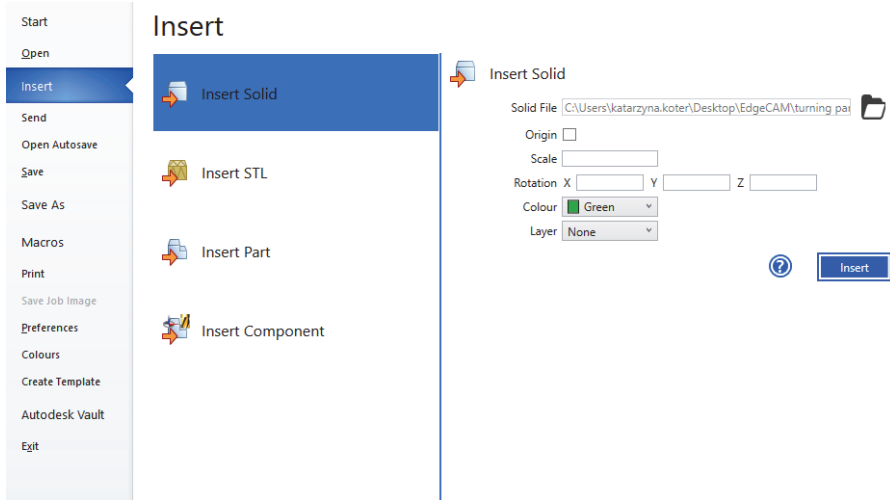 Start
Open
Insert
Send
Open Autosave
Save
Save As
Macros
Print
Save Job Image
Preferences
Colours
Create Template
Autodesk Vault
Exit
Insert
Insert Solid
Insert STL
Insert Part
Insert Component
Insert Solid
Solid File C:\Users\katarzyna.koter\Desktop\EdgeCAM\turning
Origin
Scale
Rotation X Y Z
Colour Green
Layer None
? Insert